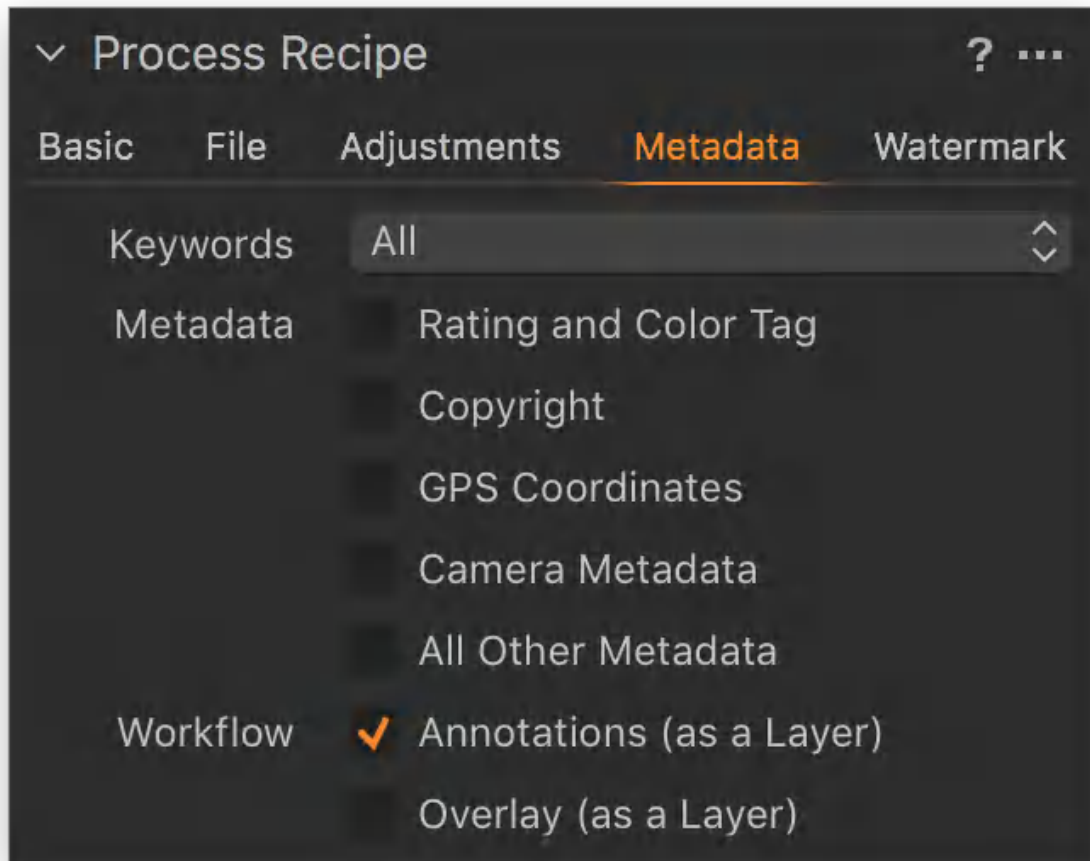 Process Recipe ? ...
Basic File Adjustments Metadata Watermark
Keywords All
Metadata Rating and Color Tag
Copyright
GPS Coordinates
Camera Metadata
All Other Metadata
Workflow Annotations (as a Layer)
Overlay (as a Layer)